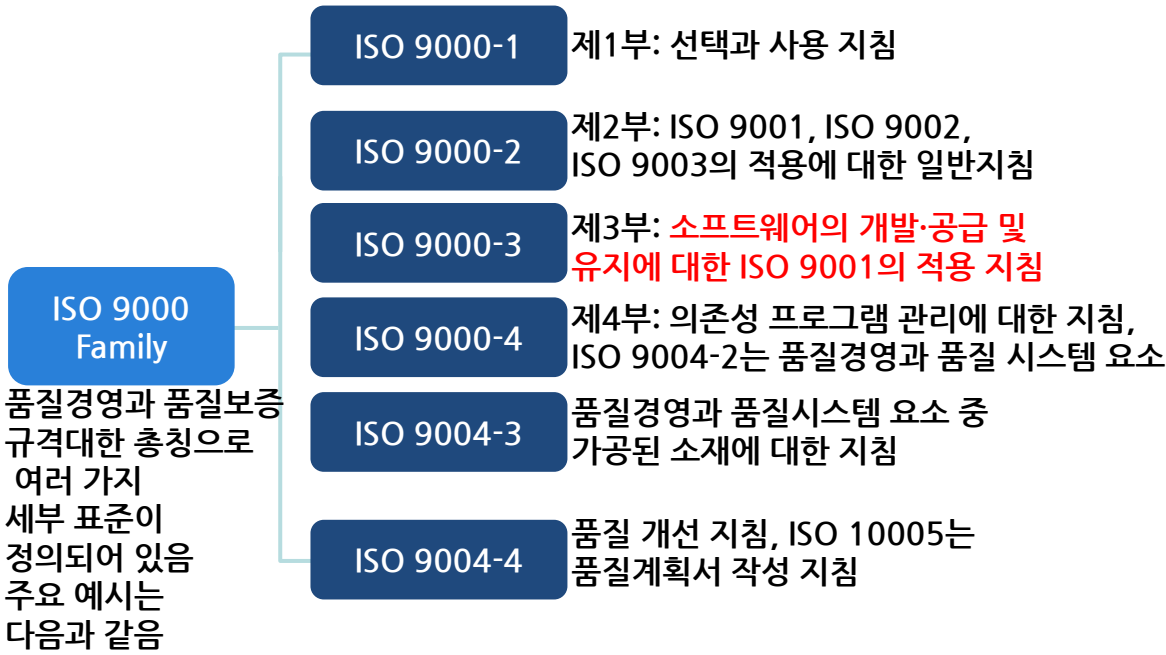 ISO 9000
Family
품질경영과 품질보증
규격대한 총칭으로
여러 가지
세부 표준이
정의되어 있음
주요 예시는
다음과 같음
ISO 9000-1
제1부: 선택과 사용 지침
ISO 9000-2
제2부: ISO 9001, ISO 9002,
ISO 9003의 적용에 대한 일반지침
ISO 9000-3
제3부: 소프트웨어의 개발·공급 및
유지에 대한 ISO 9001의 적용 지침
ISO 9000-4
제4부: 의존성 프로그램 관리에 대한 지침,
ISO 9004-2는 품질경영과 품질 시스템 요소
ISO 9004-3
품질경영과 품질시스템 요소 중
가공된 소재에 대한 지침
ISO 9004-4
품질 개선 지침, ISO 10005는
품질계획서 작성 지침